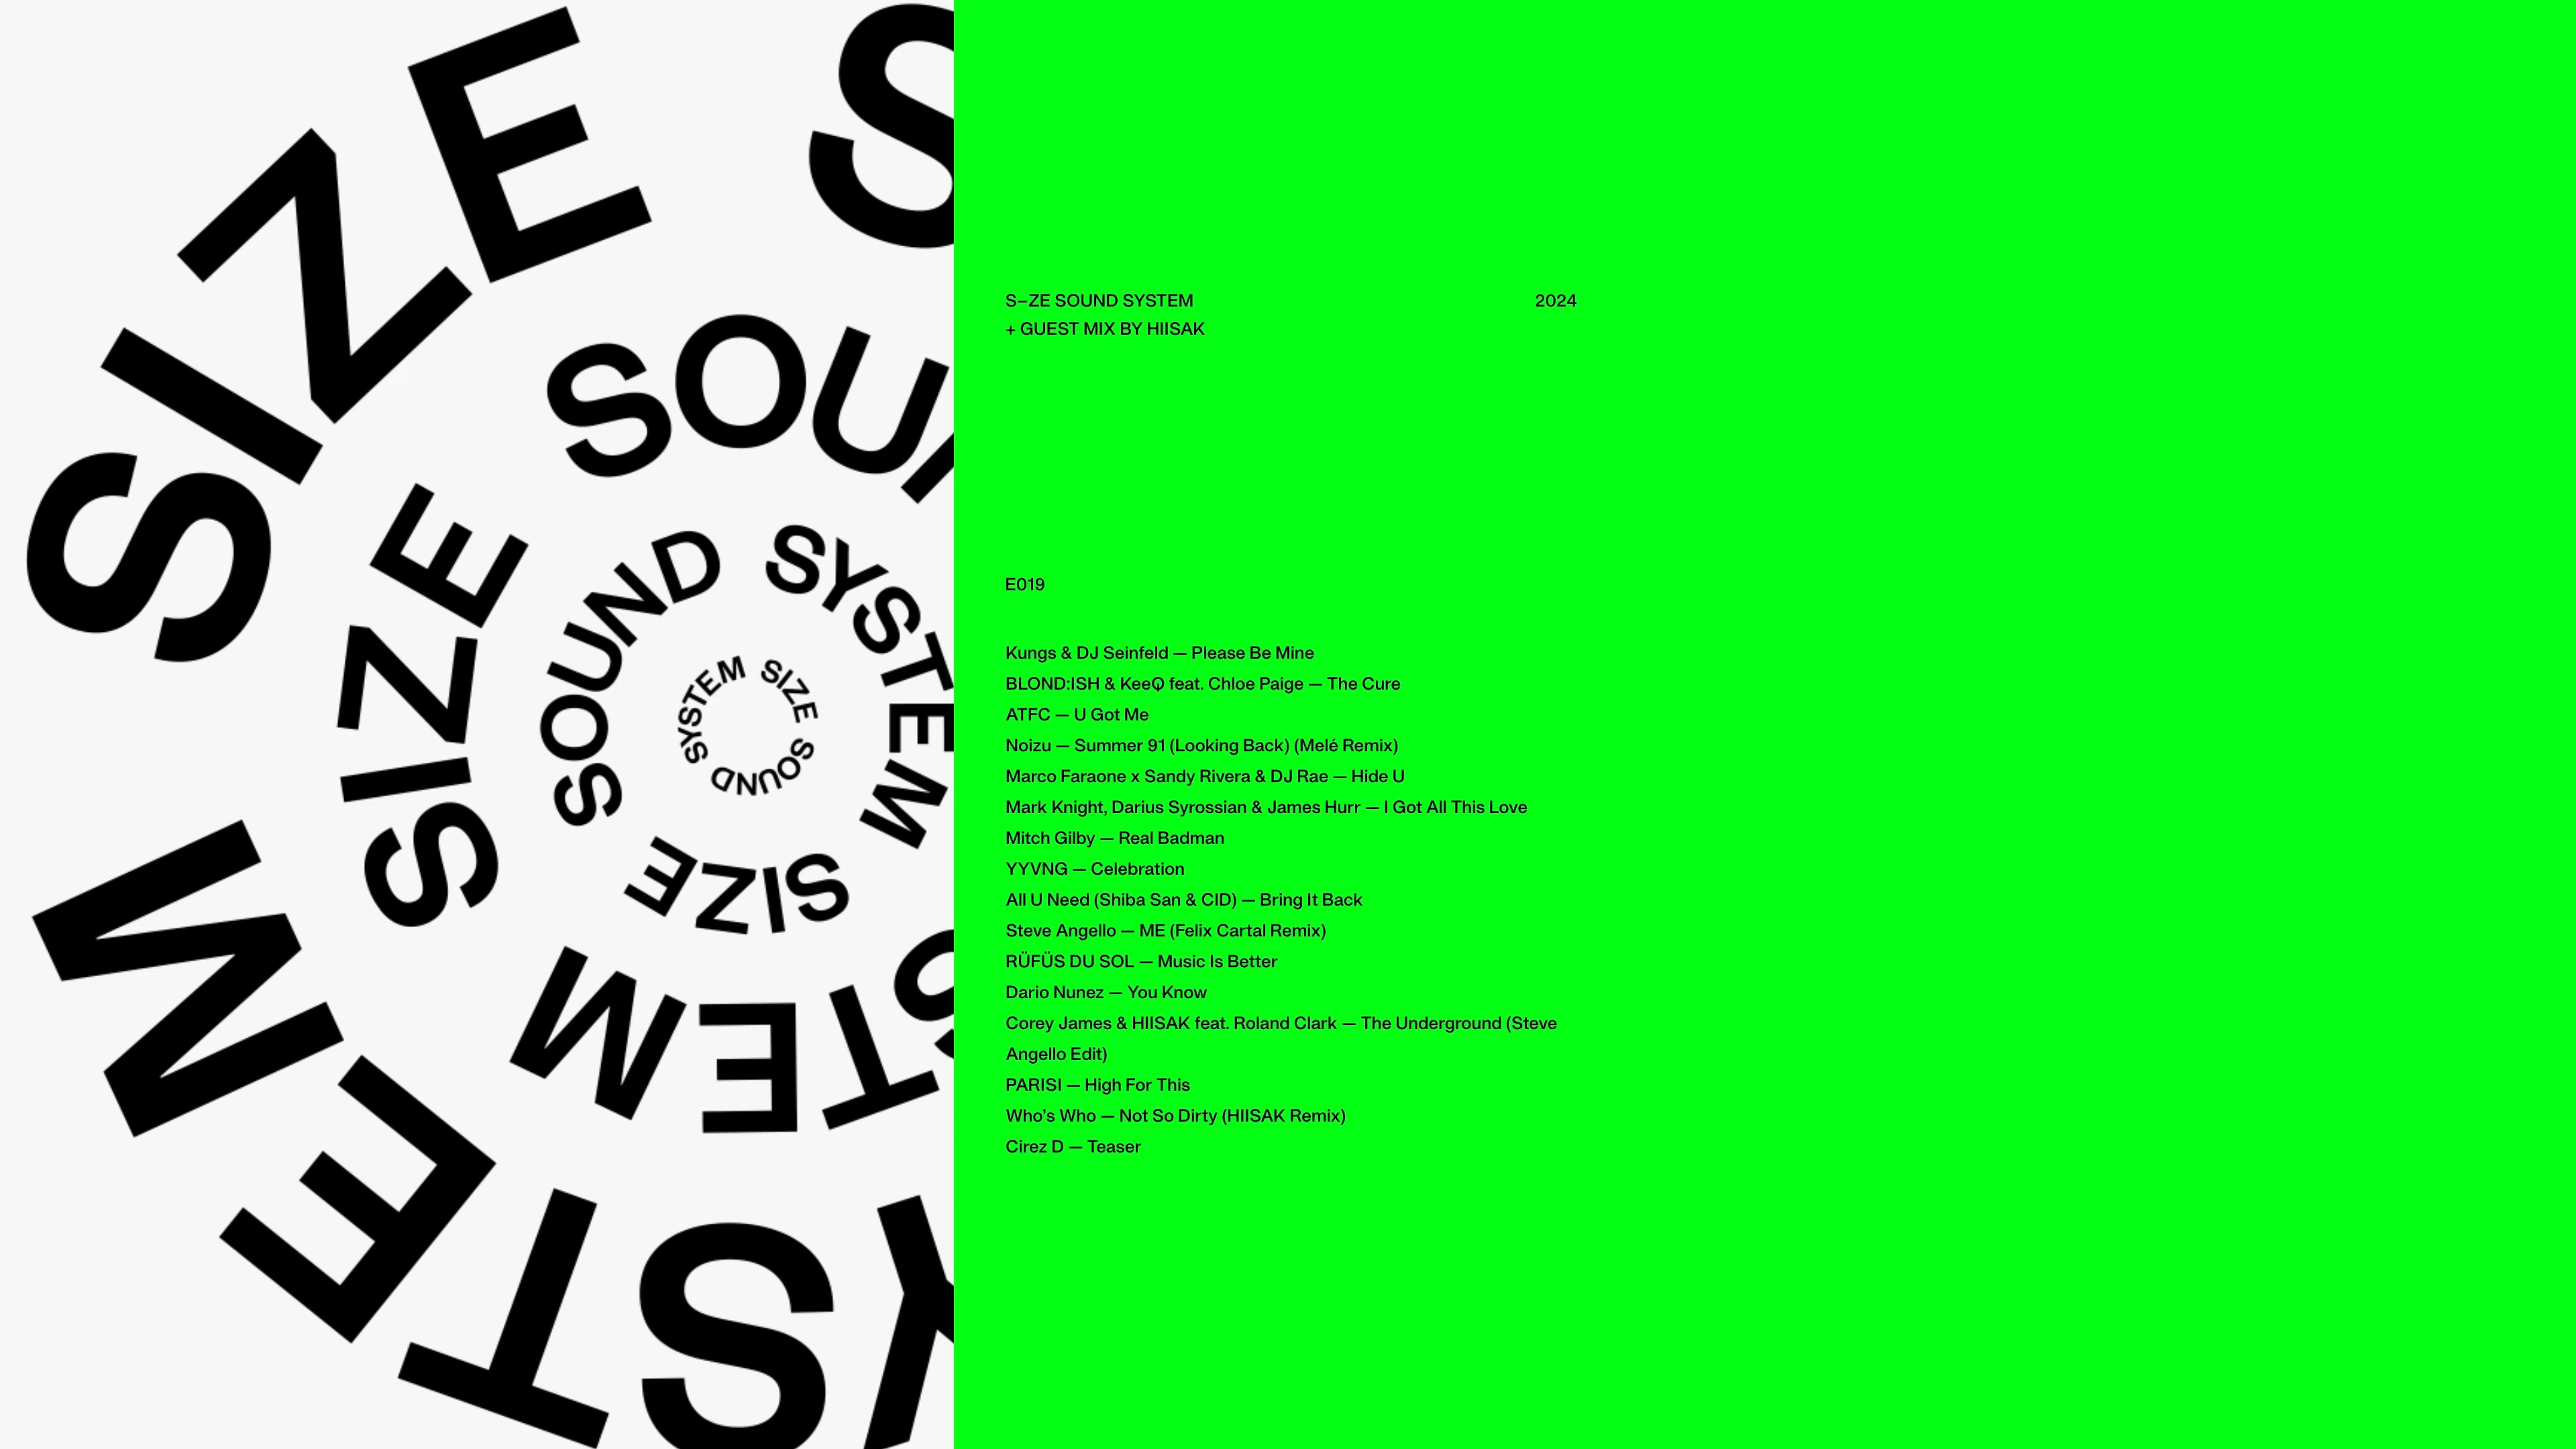 SIZE S
SOUN
SIZE
SOUND SYSTEM
SIZE
SYSTEM SIZE SOUND
STEM
YSTEM
S–ZE SOUND SYSTEM
2024
+ GUEST MIX BY HIISAK
E019
Kungs & DJ Seinfeld — Please Be Mine
BLOND:ISH & KeeQ feat. Chloe Paige — The Cure
ATFC — U Got Me
Noizu — Summer 91 (Looking Back) (Melé Remix)
Marco Faraone x Sandy Rivera & DJ Rae — Hide U
Mark Knight, Darius Syrossian & James Hurr — I Got All This Love
Mitch Gilby — Real Badman
YYVNG — Celebration
All U Need (Shiba San & CID) — Bring It Back
Steve Angello — ME (Felix Cartal Remix)
RÜFÜS DU SOL — Music Is Better
Dario Nunez — You Know
Corey James & HIISAK feat. Roland Clark — The Underground (Steve
Angello Edit)
PARISI — High For This
Who’s Who — Not So Dirty (HIISAK Remix)
Cirez D — Teaser